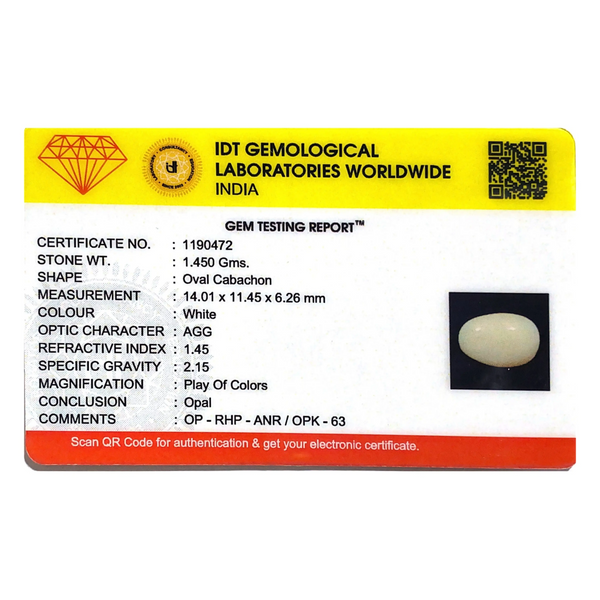 IDT GEMOLOGICAL
LABORATORIES WORLDWIDE
INDIA
GEM TESTING REPORT™
CERTIFICATE NO. : 1190472
STONE WT. : 1.450 Gms.
SHAPE : Oval Cabachon
MEASUREMENT : 14.01 x 11.45 x 6.26 mm
COLOUR : White
OPTIC CHARACTER : AGG
REFRACTIVE INDEX : 1.45
SPECIFIC GRAVITY : 2.15
MAGNIFICATION : Play Of Colors
CONCLUSION : Opal
COMMENTS : OP - RHP - ANR / OPK - 63
Scan QR Code for authentication & get your electronic certificate.